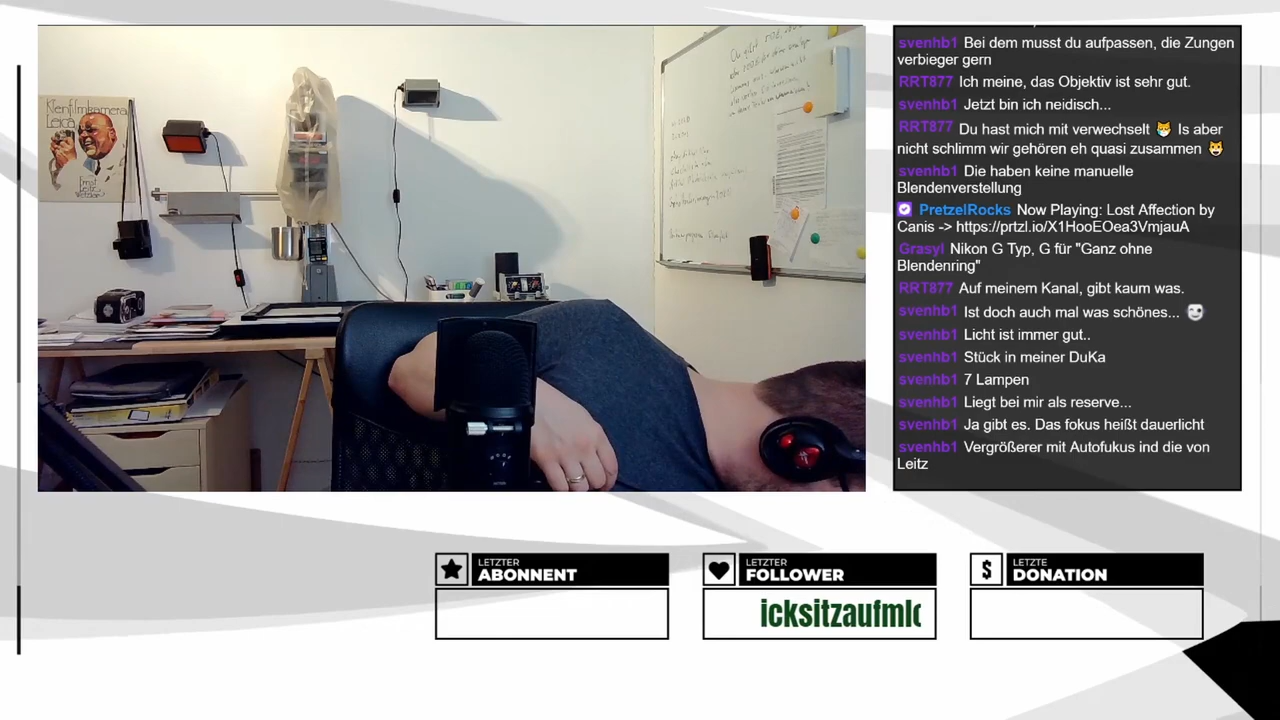 Kleinfilmkamera
Leica
Ernst
Leitz
svenhb1 Bei dem musst du aufpassen, die Zungen
verbieger gern
RRT877 Ich meine, das Objektiv ist sehr gut.
svenhb1 Jetzt bin ich neidisch...
RRT877 Du hast mich mit verwechselt 😷 Is aber
nicht schlimm wir gehören eh quasi zusammen 😺
svenhb1 Die haben keine manuelle
Blendenverstellung
PretzelRocks Now Playing: Lost Affection by
Canis -> https://prtzl.io/X1HooEOea3VmjauA
Grasyl Nikon G Typ, G für "Ganz ohne
Blendenring"
RRT877 Auf meinem Kanal, gibt kaum was.
svenhb1 Ist doch auch mal was schönes...
svenhb1 Licht ist immer gut..
svenhb1 Stück in meiner DuKa
svenhb1 7 Lampen
svenhb1 Liegt bei mir als reserve...
svenhb1 Ja gibt es. Das fokus heißt dauerlicht
svenhb1 Vergrößerer mit Autofukus ind die von
Leitz
LETZTER
ABONNENT
LETZTER
FOLLOWER
icksitzaufml
$
LETZTE
DONATION